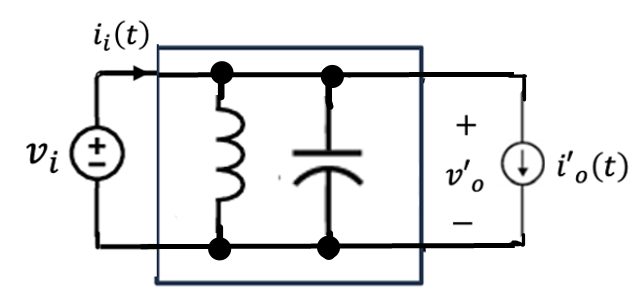 i_i(t)
v_i
+
−
+
v'_o
−
i'_o(t)